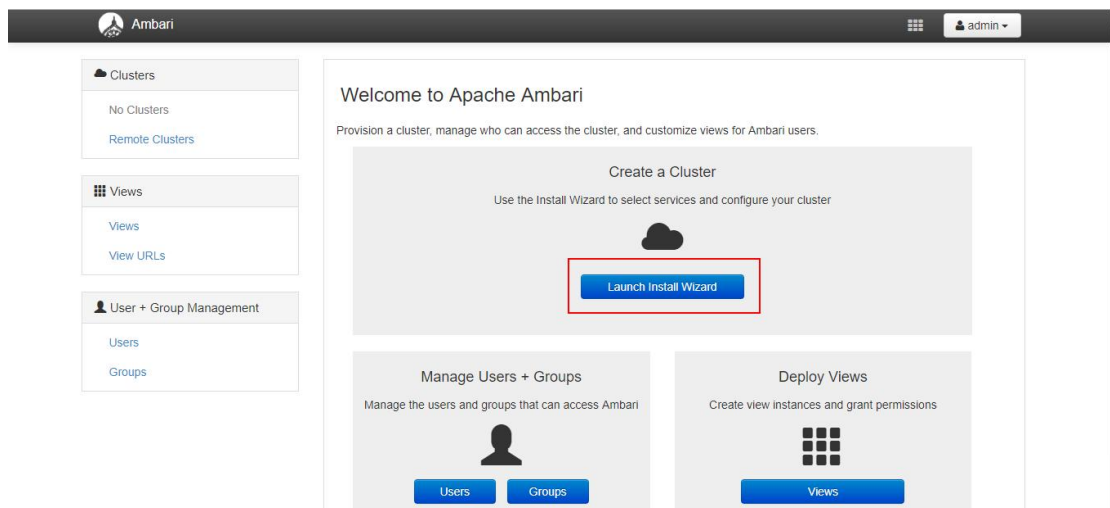 Ambari
admin
Clusters
No Clusters
Remote Clusters
Views
Views
View URLs
User + Group Management
Users
Groups
Welcome to Apache Ambari
Provision a cluster, manage who can access the cluster, and customize views for Ambari users.
Create a Cluster
Use the Install Wizard to select services and configure your cluster
Launch Install Wizard
Manage Users + Groups
Manage the users and groups that can access Ambari
Users Groups
Deploy Views
Create view instances and grant permissions
Views